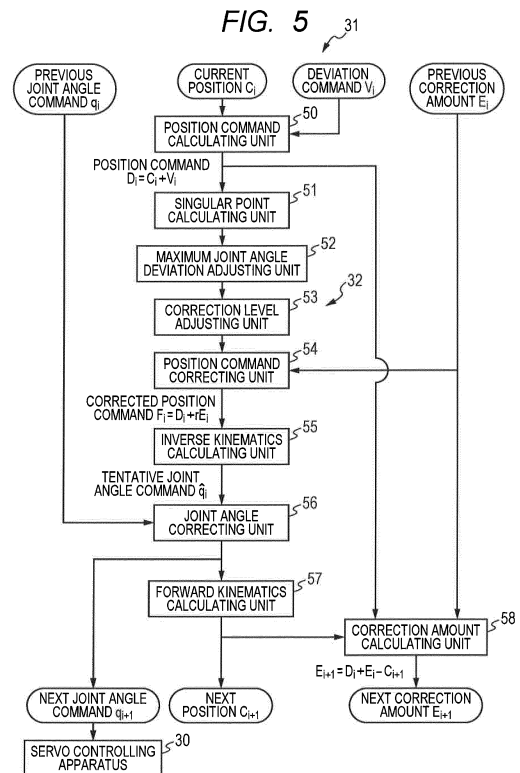 FIG. 5
31
PREVIOUS
JOINT ANGLE
COMMAND qi
CURRENT
POSITION Ci
DEVIATION
COMMAND Vi
PREVIOUS
CORRECTION
AMOUNT Ei
50
POSITION COMMAND
CALCULATING UNIT
POSITION COMMAND
Di=Ci+Vi
51
SINGULAR POINT
CALCULATING UNIT
52
MAXIMUM JOINT ANGLE
DEVIATION ADJUSTING UNIT
53
32
CORRECTION LEVEL
ADJUSTING UNIT
54
POSITION COMMAND
CORRECTING UNIT
CORRECTED POSITION
COMMAND Fi=Di+rEi
55
INVERSE KINEMATICS
CALCULATING UNIT
TENTATIVE JOINT
ANGLE COMMAND q̂i
56
JOINT ANGLE
CORRECTING UNIT
57
FORWARD KINEMATICS
CALCULATING UNIT
58
CORRECTION AMOUNT
CALCULATING UNIT
Ei+1=Di+Ei-Ci+1
NEXT JOINT ANGLE
COMMAND qi+1
NEXT
POSITION Ci+1
NEXT CORRECTION
AMOUNT Ei+1
30
SERVO CONTROLLING
APPARATUS